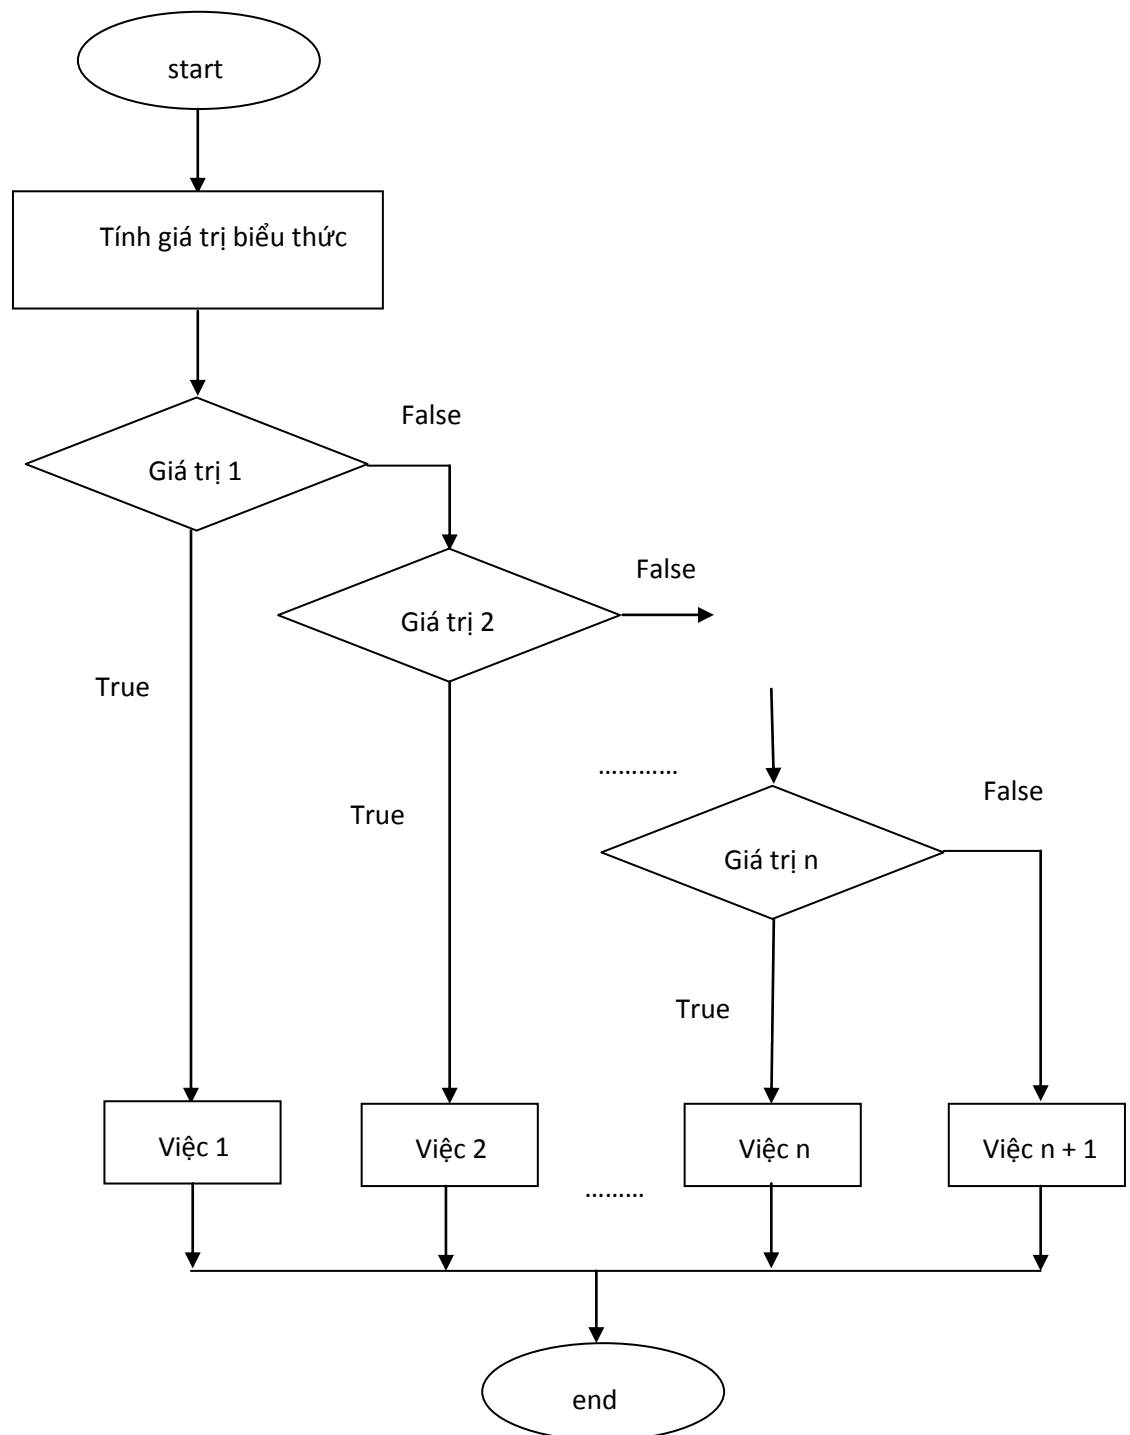 start
Tính giá trị biểu thức
False
Giá trị 1
False
Giá trị 2
True
…………
False
True
Giá trị n
True
Việc 1
Việc 2
Việc n
Việc n + 1
………
end